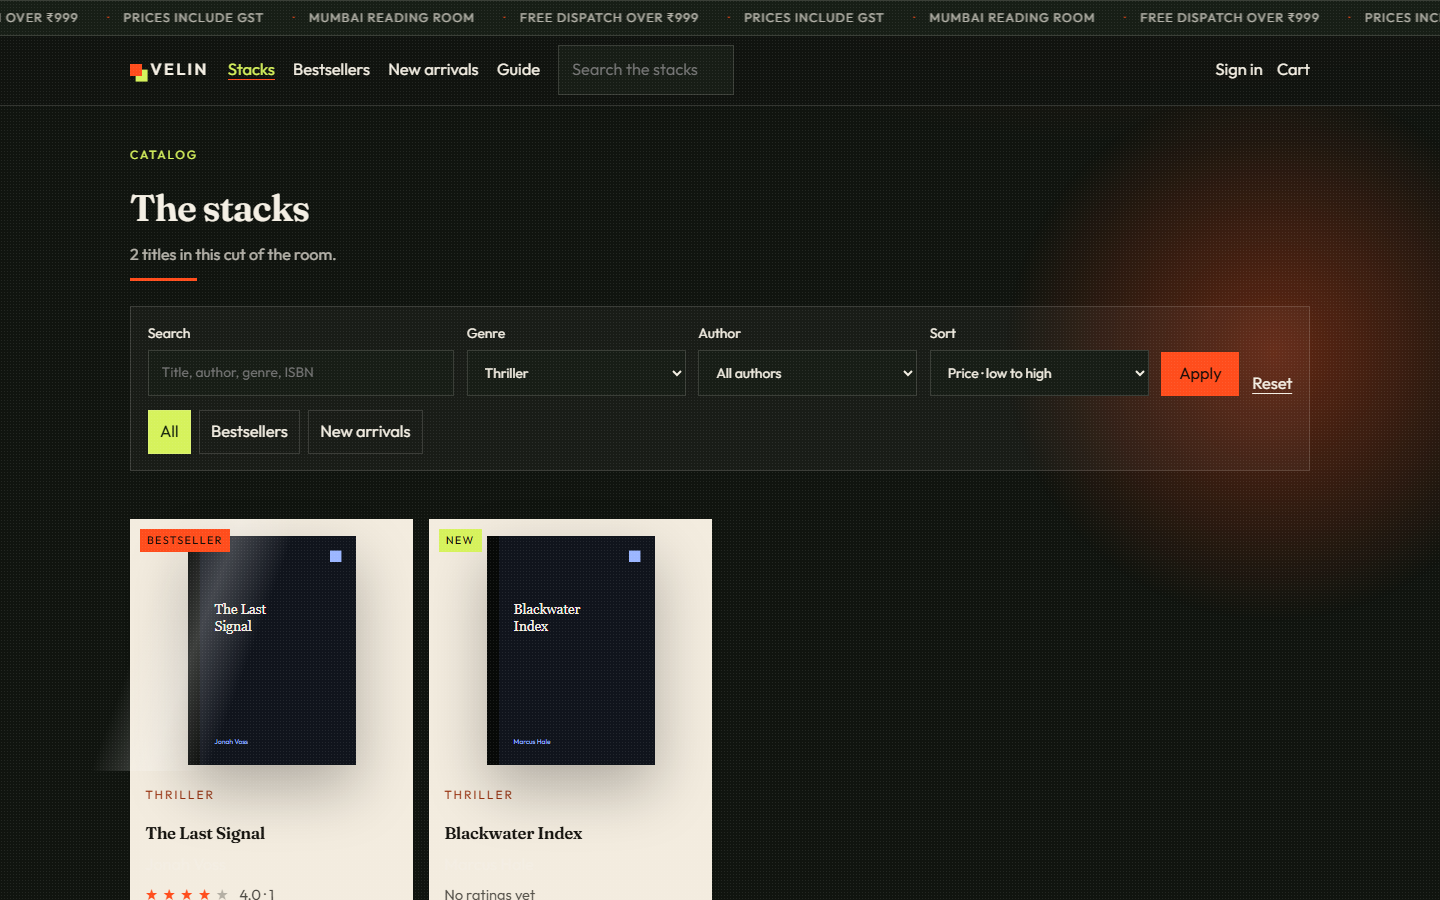 OVER ₹999 · PRICES INCLUDE GST · MUMBAI READING ROOM · FREE DISPATCH OVER ₹999 · PRICES INCLUDE GST · MUMBAI READING ROOM · FREE DISPATCH OVER ₹999 · PRICES INC
VELIN Stacks Bestsellers New arrivals Guide Search the stacks Sign in Cart
CATALOG
The stacks
2 titles in this cut of the room.
Search Genre Author Sort
Title, author, genre, ISBN Thriller All authors Price · low to high Apply Reset
All Bestsellers New arrivals
BESTSELLER NEW
The Last
Signal
Jonah Voss
Blackwater
Index
Marcus Hale
THRILLER THRILLER
The Last Signal Blackwater Index
★★★★★ 4.0 · 1 No ratings yet